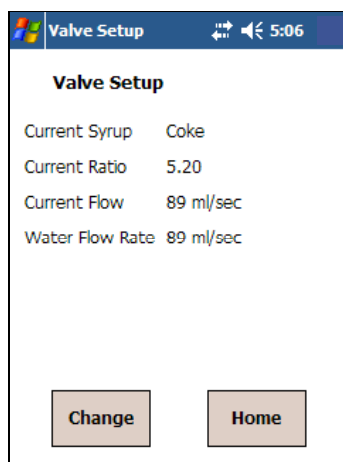 Valve Setup 5:06
Valve Setup
Current Syrup Coke
Current Ratio 5.20
Current Flow 89 ml/sec
Water Flow Rate 89 ml/sec
Change Home